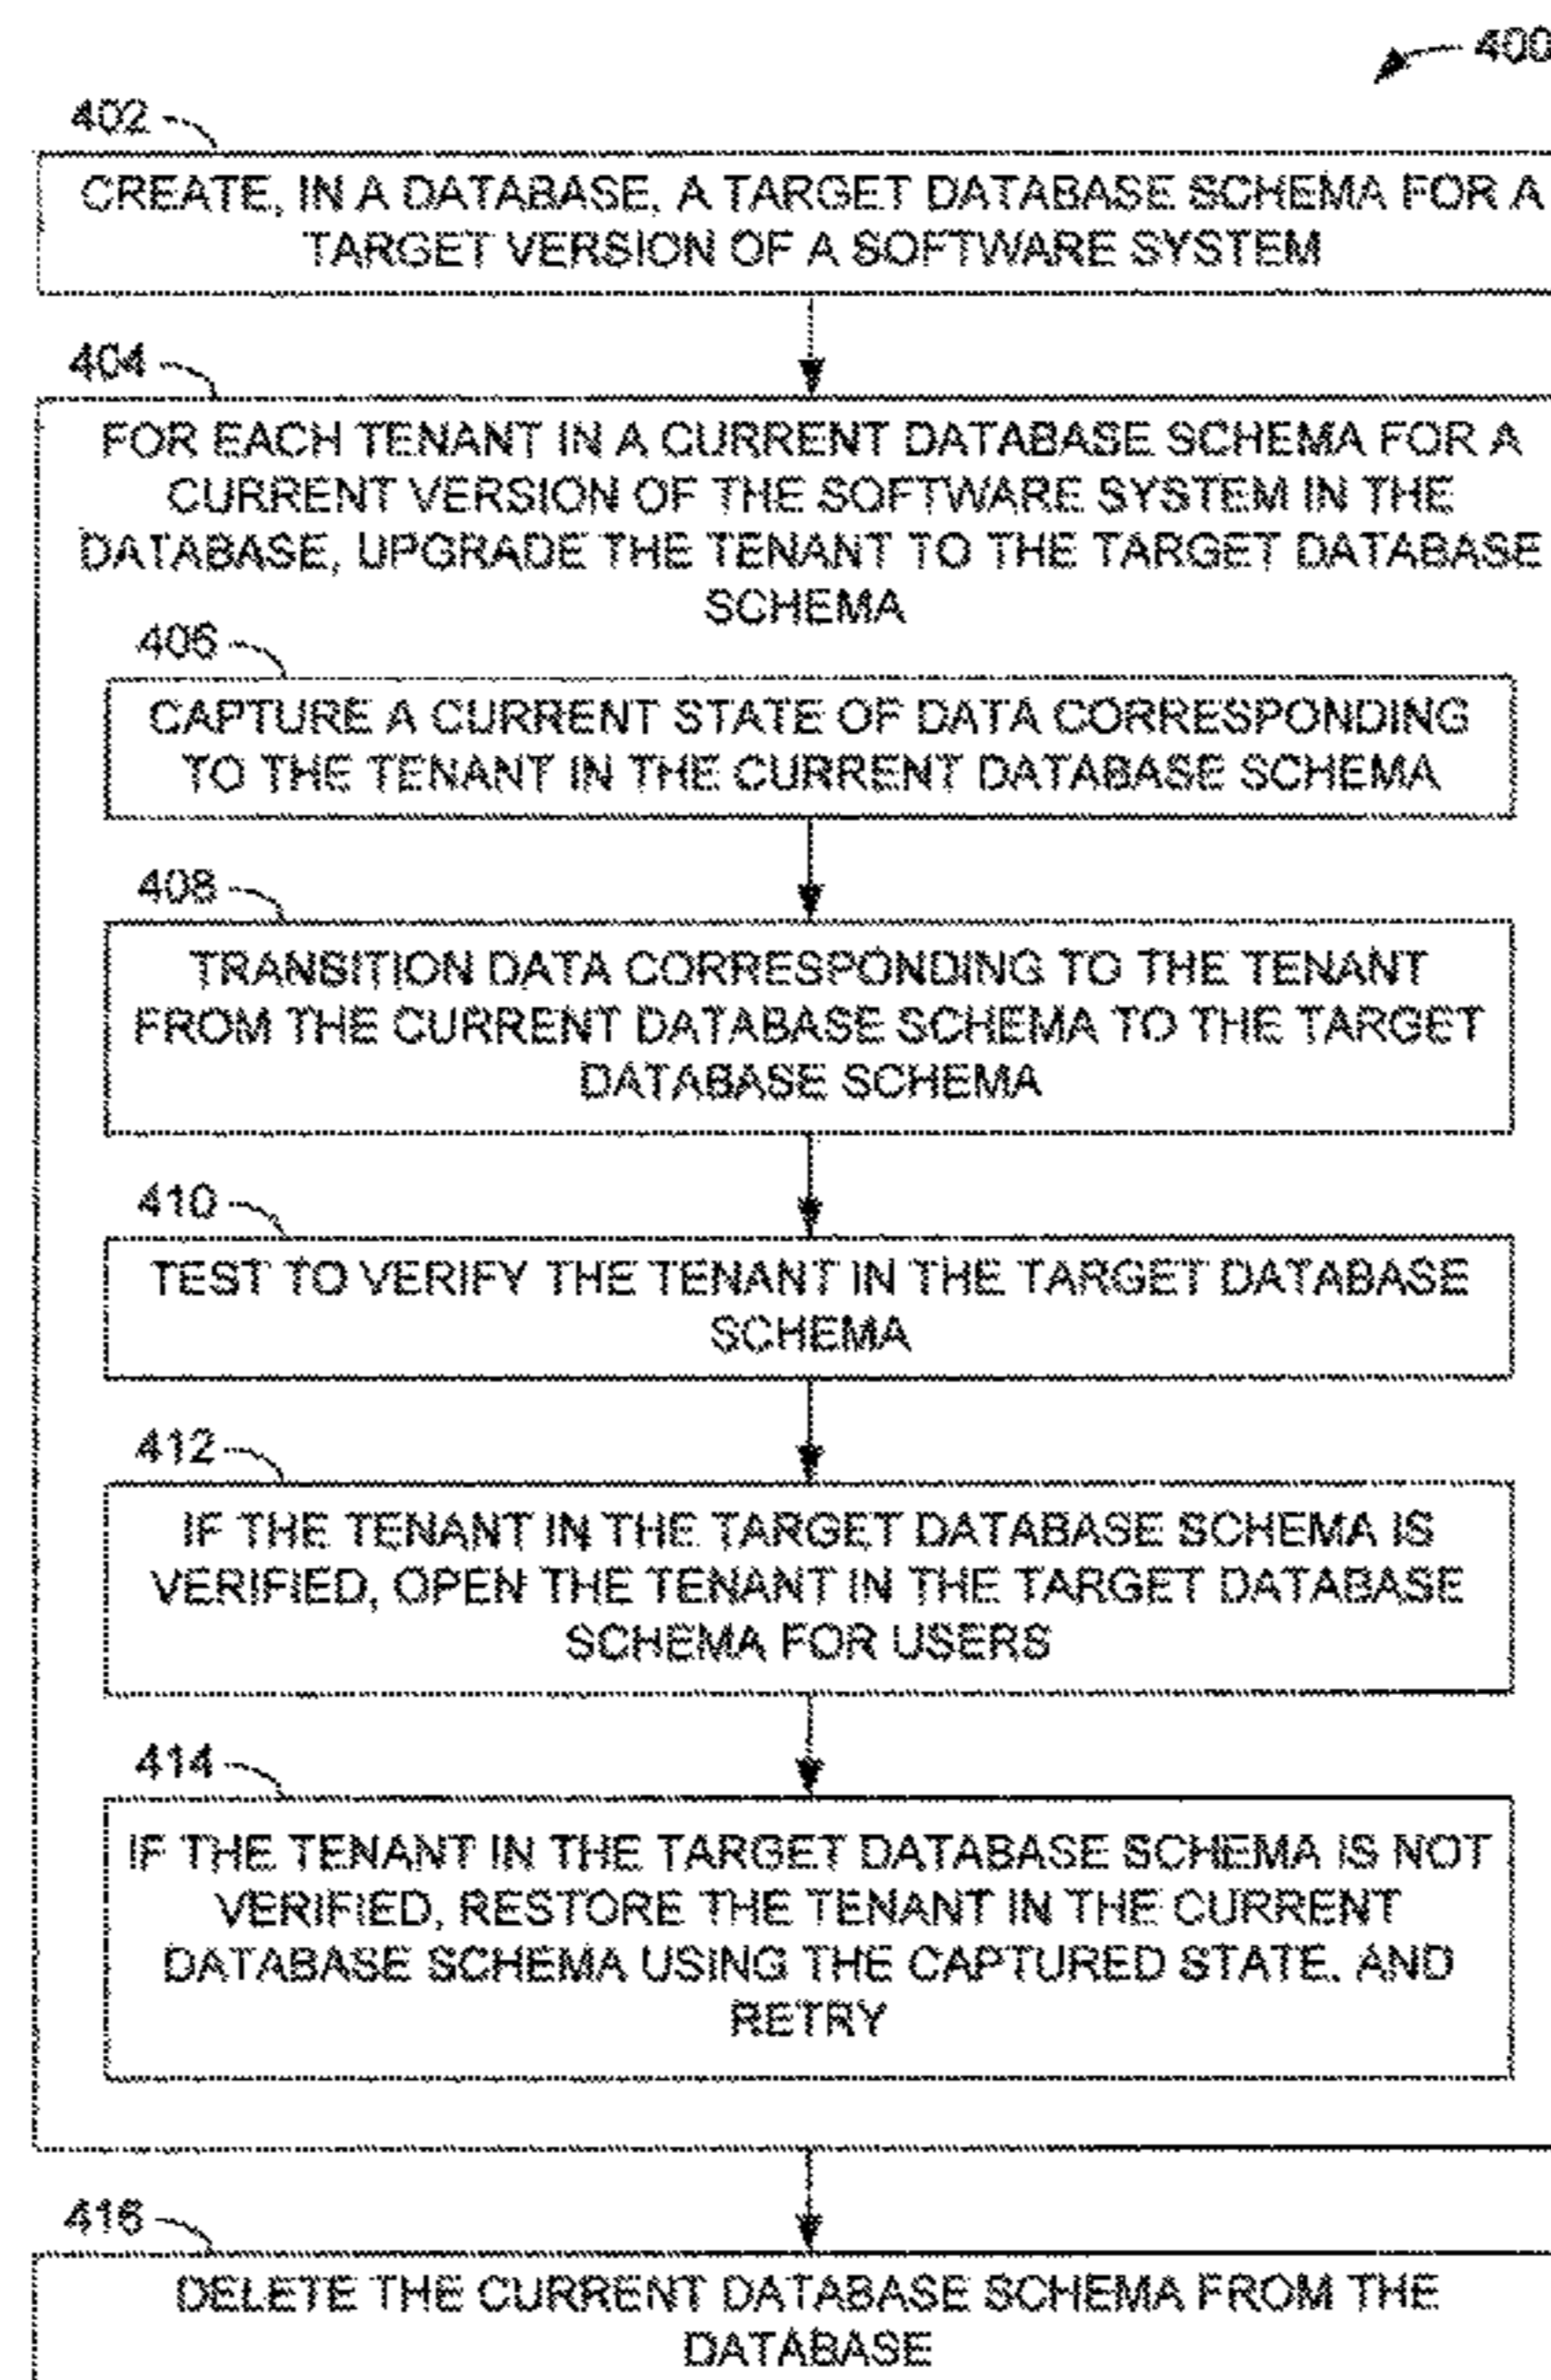 400
402
CREATE, IN A DATABASE, A TARGET DATABASE SCHEMA FOR A
TARGET VERSION OF A SOFTWARE SYSTEM
404
FOR EACH TENANT IN A CURRENT DATABASE SCHEMA FOR A
CURRENT VERSION OF THE SOFTWARE SYSTEM IN THE
DATABASE, UPGRADE THE TENANT TO THE TARGET DATABASE
SCHEMA
406
CAPTURE A CURRENT STATE OF DATA CORRESPONDING
TO THE TENANT IN THE CURRENT DATABASE SCHEMA
408
TRANSITION DATA CORRESPONDING TO THE TENANT
FROM THE CURRENT DATABASE SCHEMA TO THE TARGET
DATABASE SCHEMA
410
TEST TO VERIFY THE TENANT IN THE TARGET DATABASE
SCHEMA
412
IF THE TENANT IN THE TARGET DATABASE SCHEMA IS
VERIFIED, OPEN THE TENANT IN THE TARGET DATABASE
SCHEMA FOR USERS
414
IF THE TENANT IN THE TARGET DATABASE SCHEMA IS NOT
VERIFIED, RESTORE THE TENANT IN THE CURRENT
DATABASE SCHEMA USING THE CAPTURED STATE, AND
RETRY
416
DELETE THE CURRENT DATABASE SCHEMA FROM THE
DATABASE